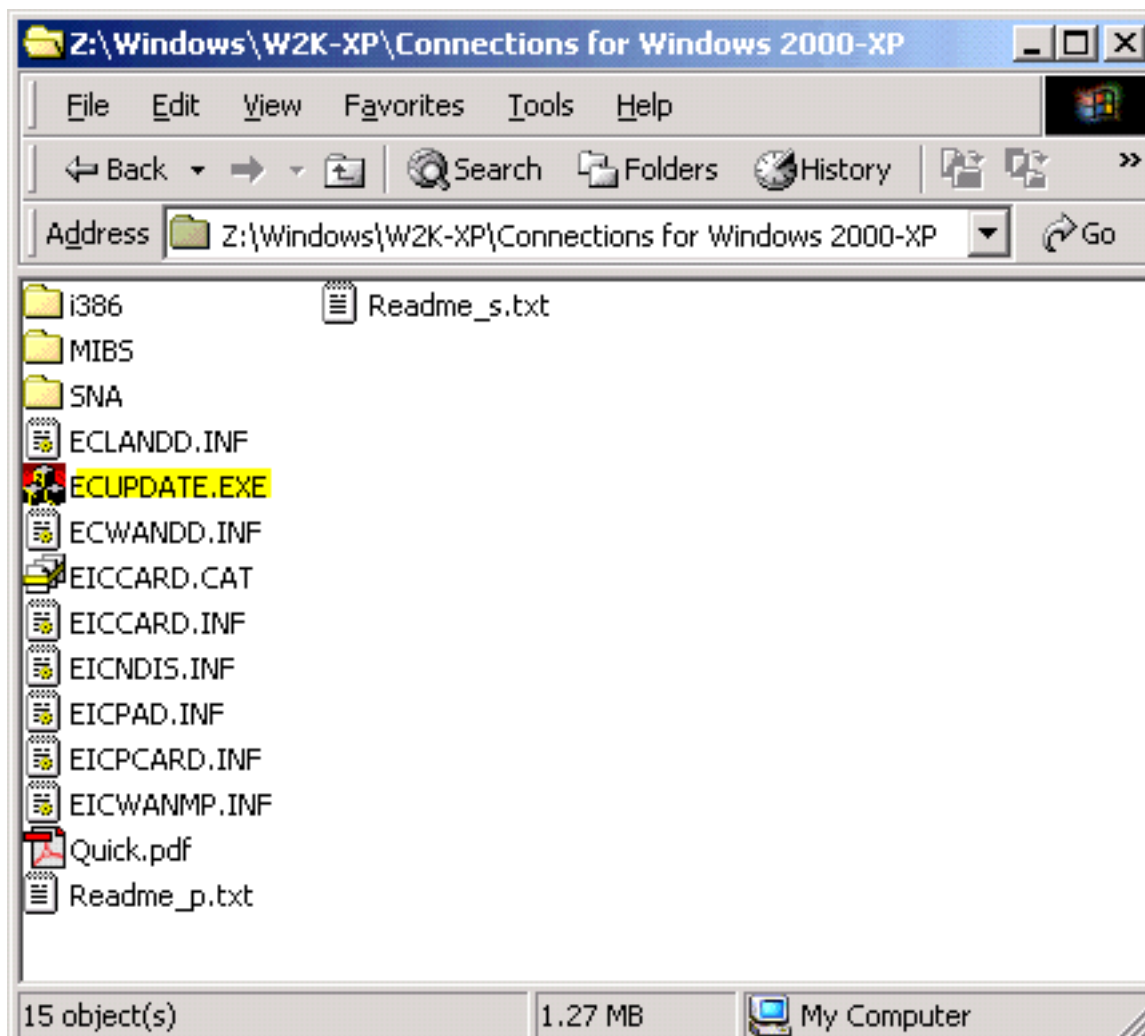 Z:\Windows\W2K-XP\Connections for Windows 2000-XP
File Edit View Favorites Tools Help
Back Search Folders History »
Address Z:\Windows\W2K-XP\Connections for Windows 2000-XP Go
i386
MIBS
SNA
ECLANDD.INF
ECUPDATE.EXE
ECWANDD.INF
EICCARD.CAT
EICCARD.INF
EICNDIS.INF
EICPAD.INF
EICPCARD.INF
EICWANMP.INF
Quick.pdf
Readme_p.txt
Readme_s.txt
15 object(s) 1.27 MB My Computer